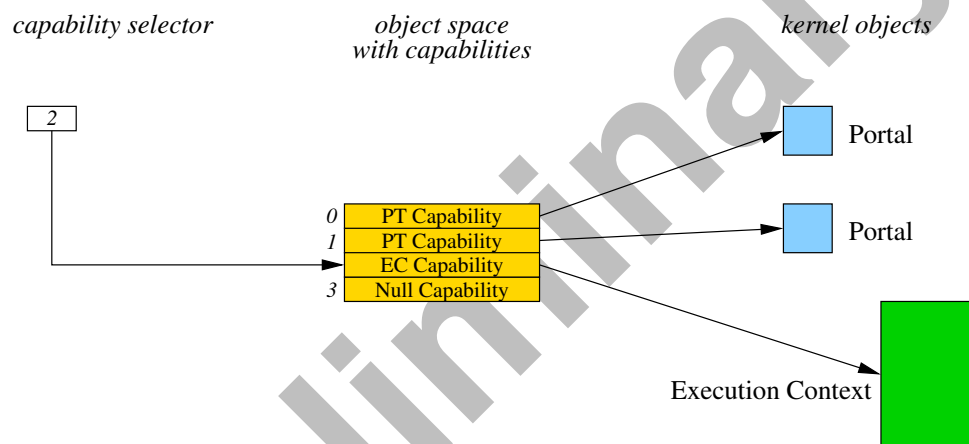 capability selector
object space
with capabilities
kernel objects
2
Portal
0 PT Capability
1 PT Capability
EC Capability
3 Null Capability
Portal
Execution Context
liminary